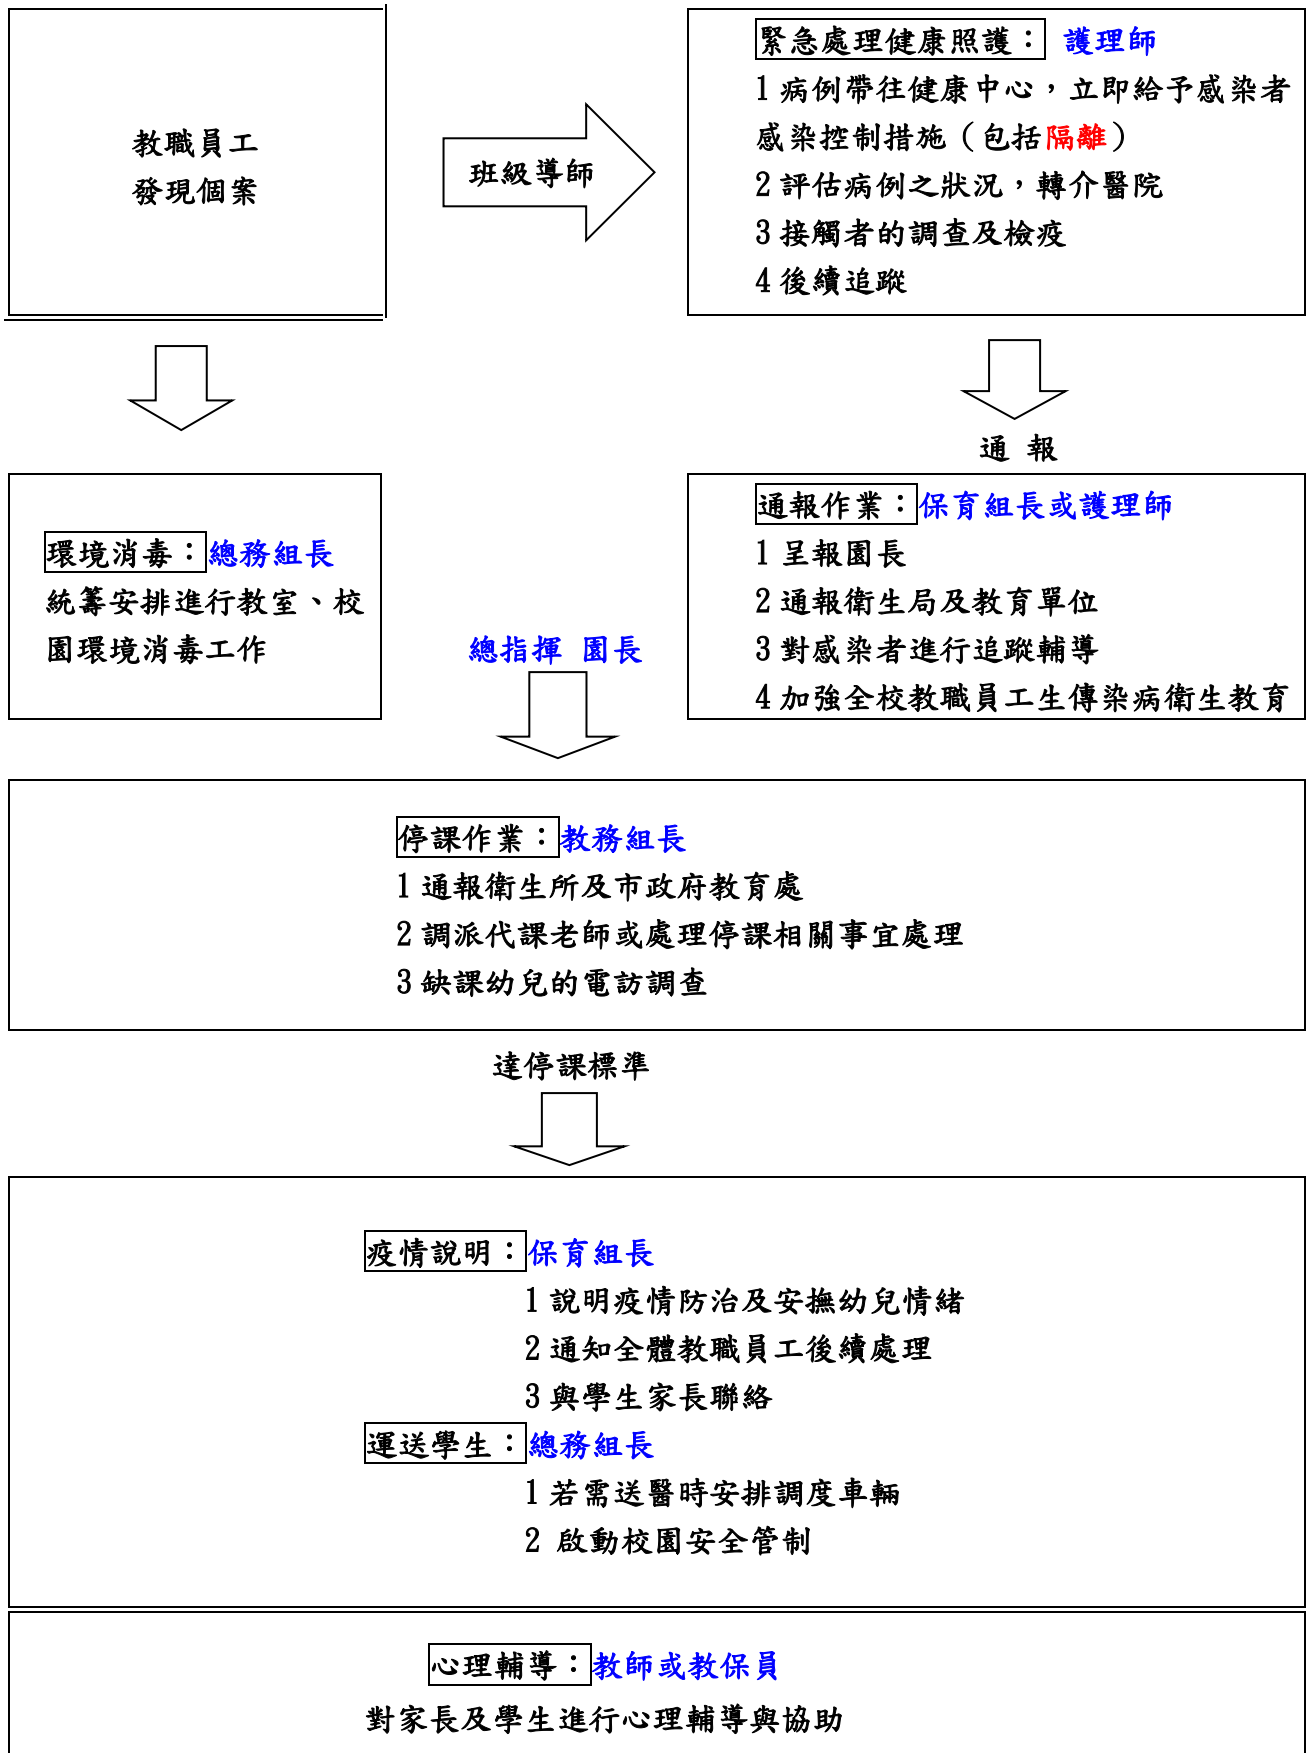 教職員工
發現個案
班級導師
緊急處理健康照護： 護理師
1病例帶往健康中心，立即給予感染者
感染控制措施（包括隔離）
2評估病例之狀況，轉介醫院
3接觸者的調查及檢疫
4後續追蹤
通 報
環境消毒：總務組長
統籌安排進行教室、校
園環境消毒工作
總指揮 園長
通報作業：保育組長或護理師
1呈報園長
2通報衛生局及教育單位
3對感染者進行追蹤輔導
4加強全校教職員工生傳染病衛生教育
停課作業：教務組長
1通報衛生所及市政府教育處
2調派代課老師或處理停課相關事宜處理
3缺課幼兒的電訪調查
達停課標準
疫情說明：保育組長
1說明疫情防治及安撫幼兒情緒
2通知全體教職員工後續處理
3與學生家長聯絡
運送學生：總務組長
1若需送醫時安排調度車輛
2 啟動校園安全管制
心理輔導：教師或教保員
對家長及學生進行心理輔導與協助